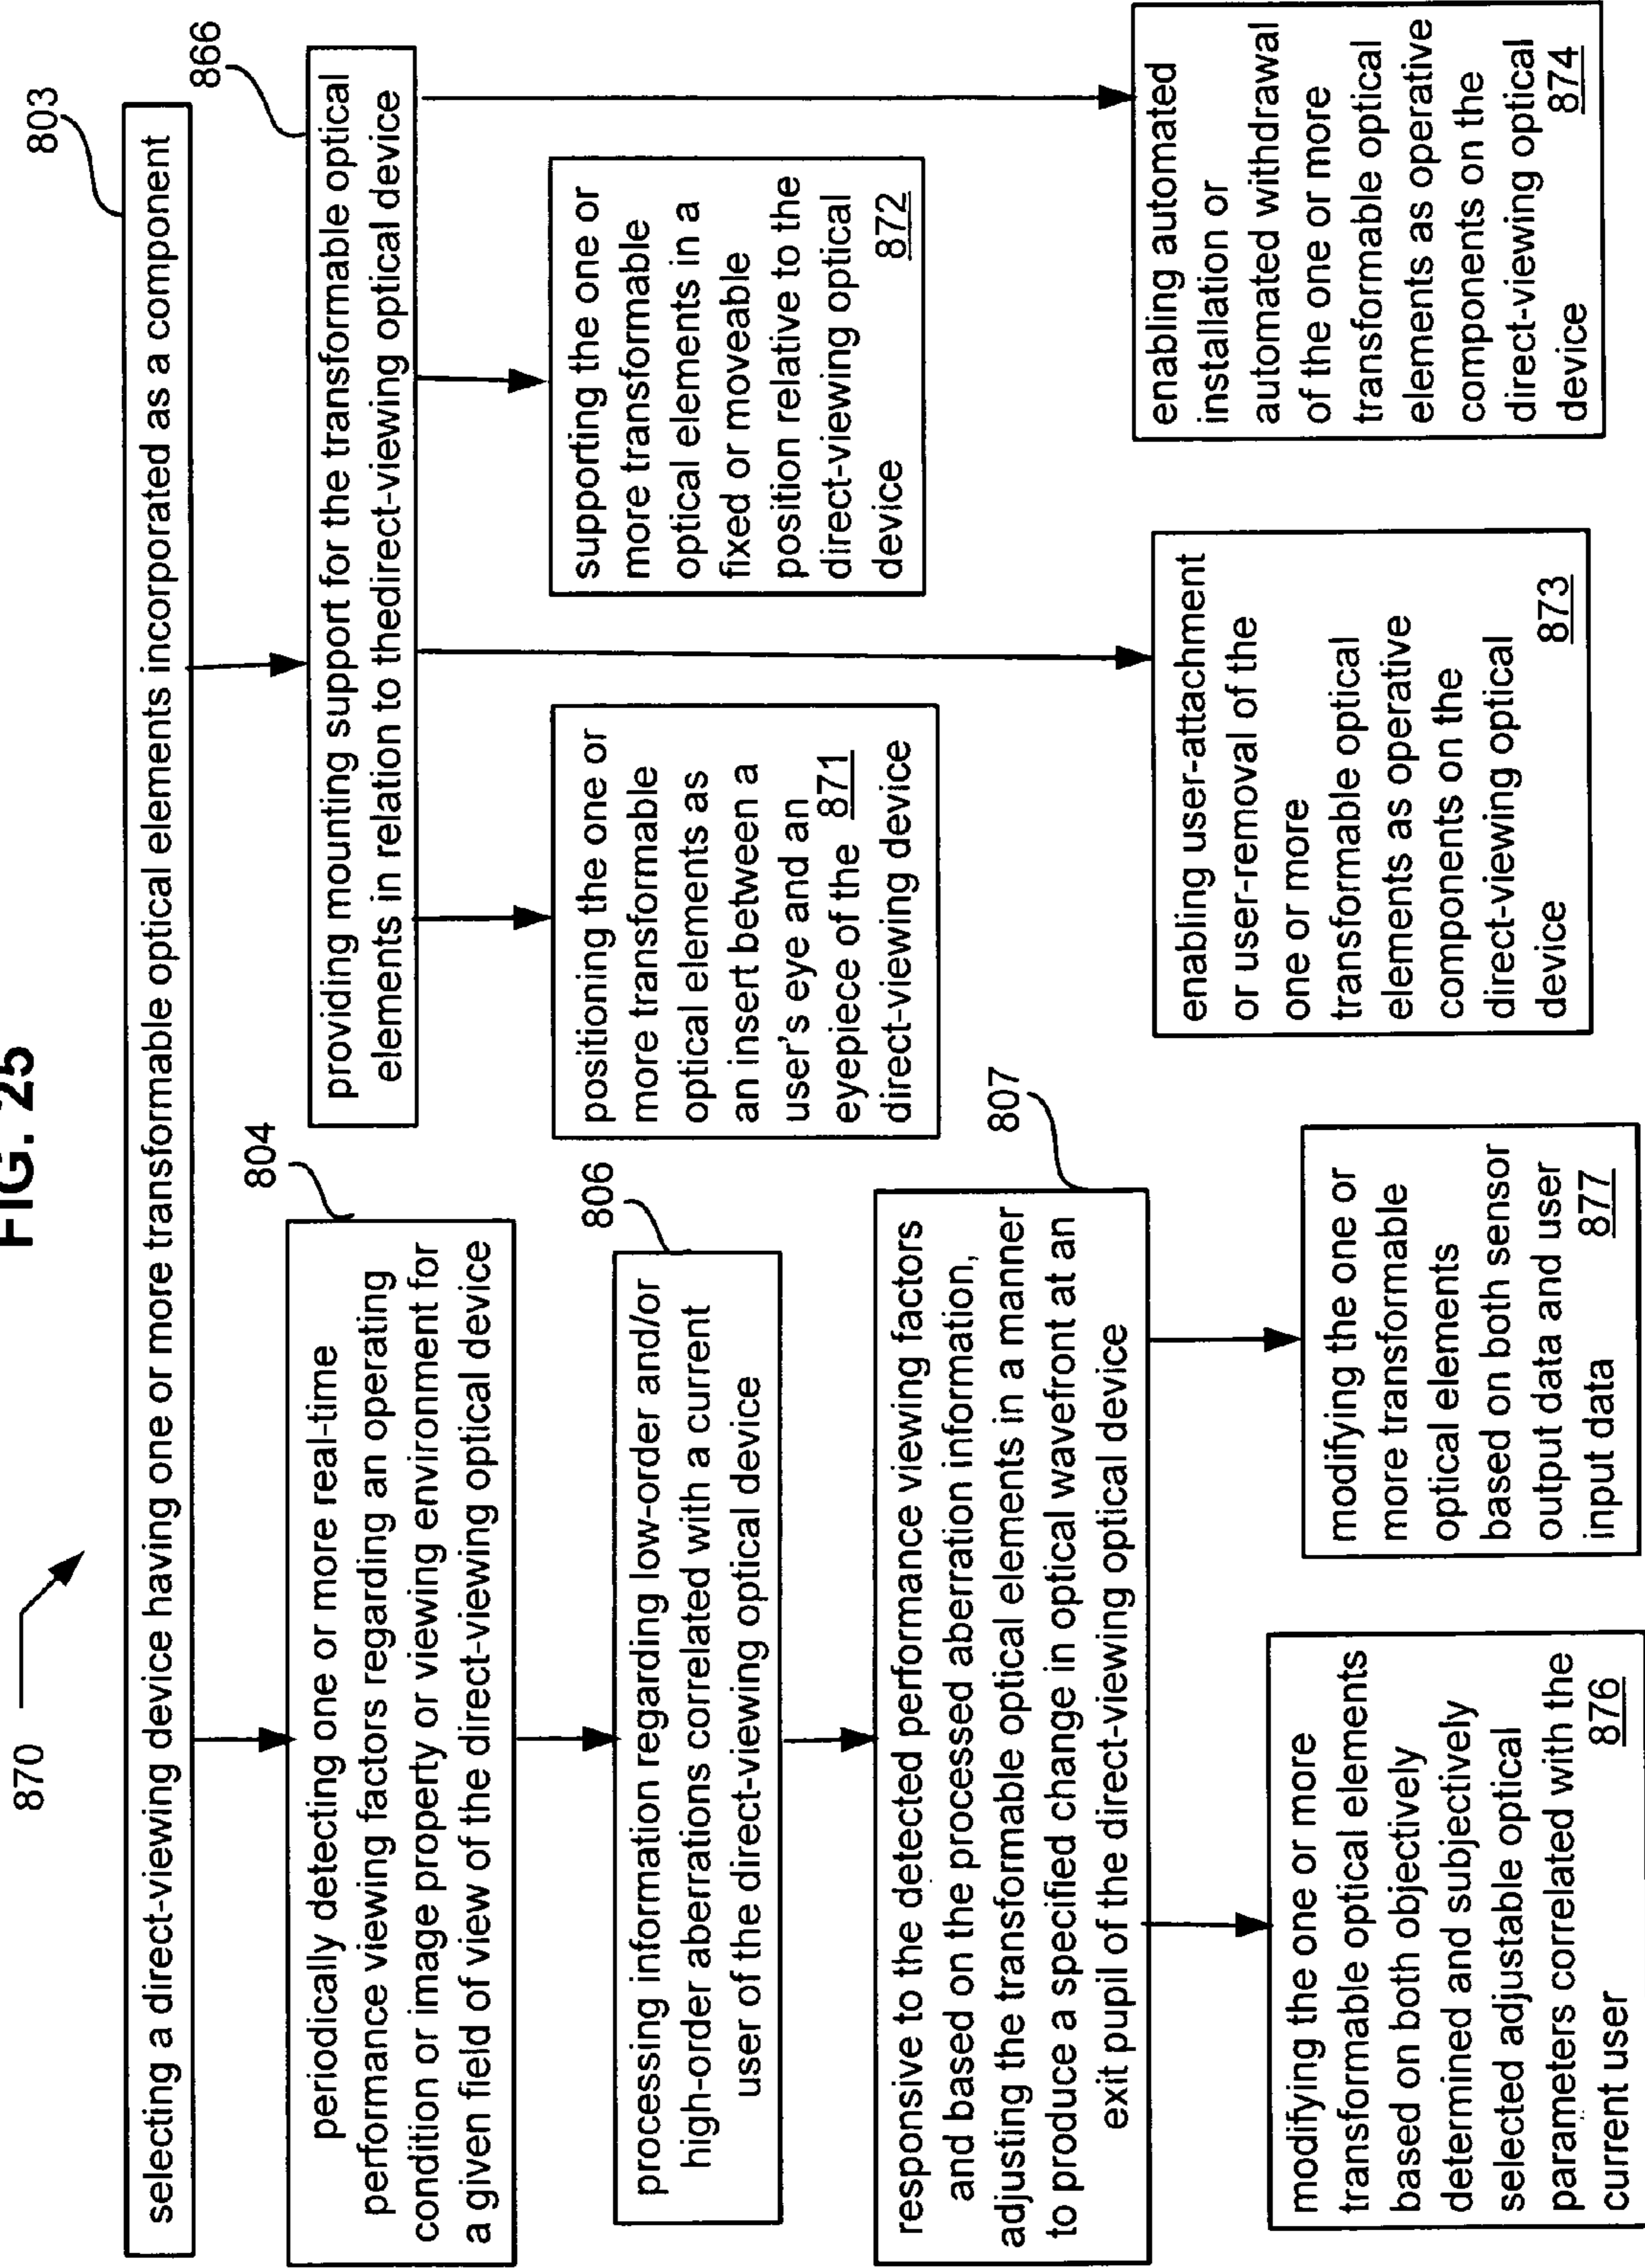 FIG. 25
870
803
selecting a direct-viewing device having one or more transformable optical elements incorporated as a component
804
periodically detecting one or more real-time
performance viewing factors regarding an operating
condition or image property or viewing environment for
a given field of view of the direct-viewing optical device
806
processing information regarding low-order and/or
high-order aberrations correlated with a current
user of the direct-viewing optical device
807
responsive to the detected performance viewing factors
and based on the processed aberration information,
adjusting the transformable optical elements in a manner
to produce a specified change in optical wavefront at an
exit pupil of the direct-viewing optical device
modifying the one or more
transformable optical elements
based on both objectively
determined and subjectively
selected adjustable optical
parameters correlated with the
current user
876
modifying the one or
more transformable
optical elements
based on both sensor
output data and user
input data
877
866
providing mounting support for the transformable optical
elements in relation to thedirect-viewing optical device
positioning the one or
more transformable
optical elements as
an insert between a
user's eye and an
eyepiece of the 871
direct-viewing device
supporting the one or
more transformable
optical elements in a
fixed or moveable
position relative to the
direct-viewing optical
device
872
enabling user-attachment
or user-removal of the
one or more
transformable optical
elements as operative
components on the
direct-viewing optical
device
873
enabling automated
installation or
automated withdrawal
of the one or more
transformable optical
elements as operative
components on the
direct-viewing optical
device
874